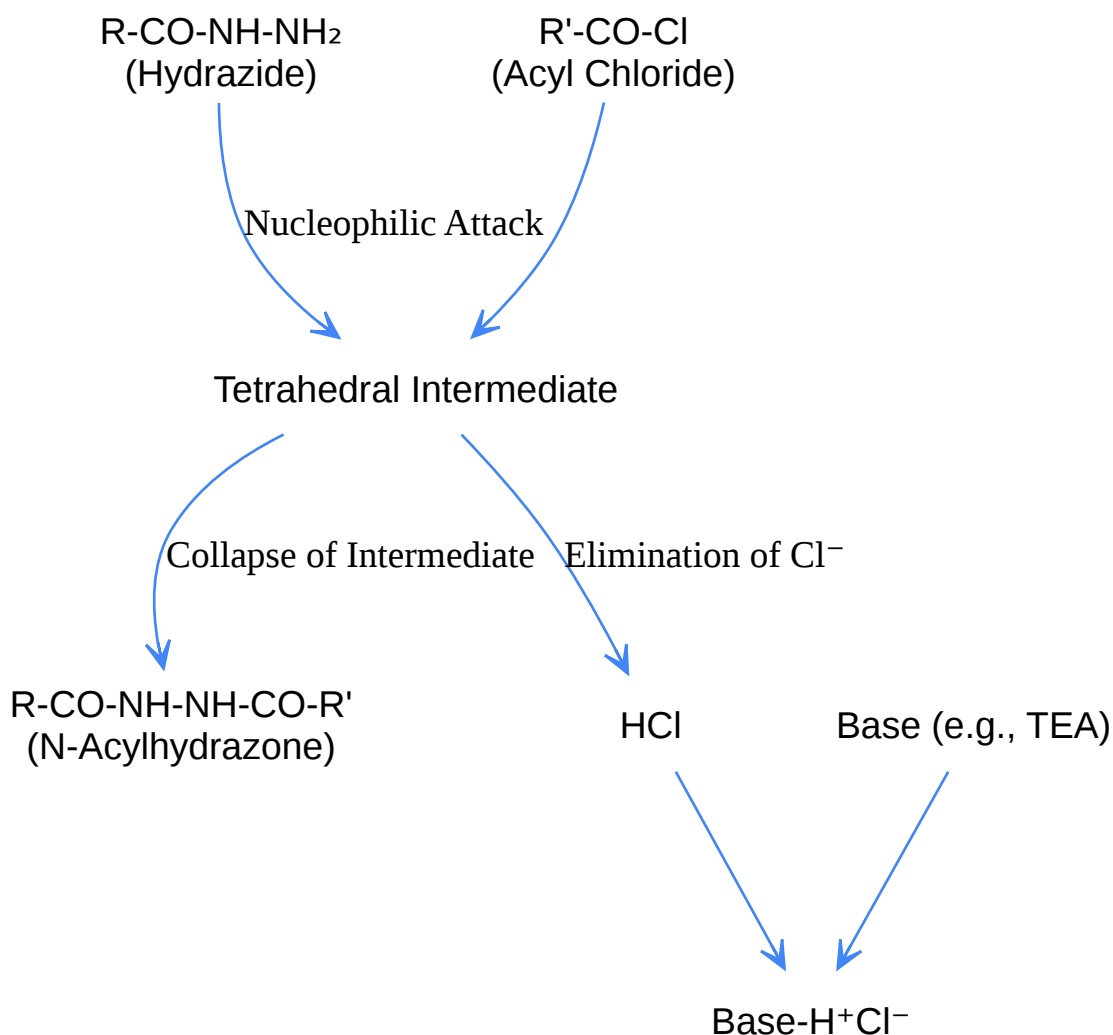 R-CO-NH-NH₂
(Hydrazide)
R'-CO-Cl
(Acyl Chloride)
Nucleophilic Attack
Tetrahedral Intermediate
Collapse of Intermediate
Elimination of Cl⁻
R-CO-NH-NH-CO-R'
(N-Acylhydrazone)
HCl
Base (e.g., TEA)
Base-H⁺Cl⁻